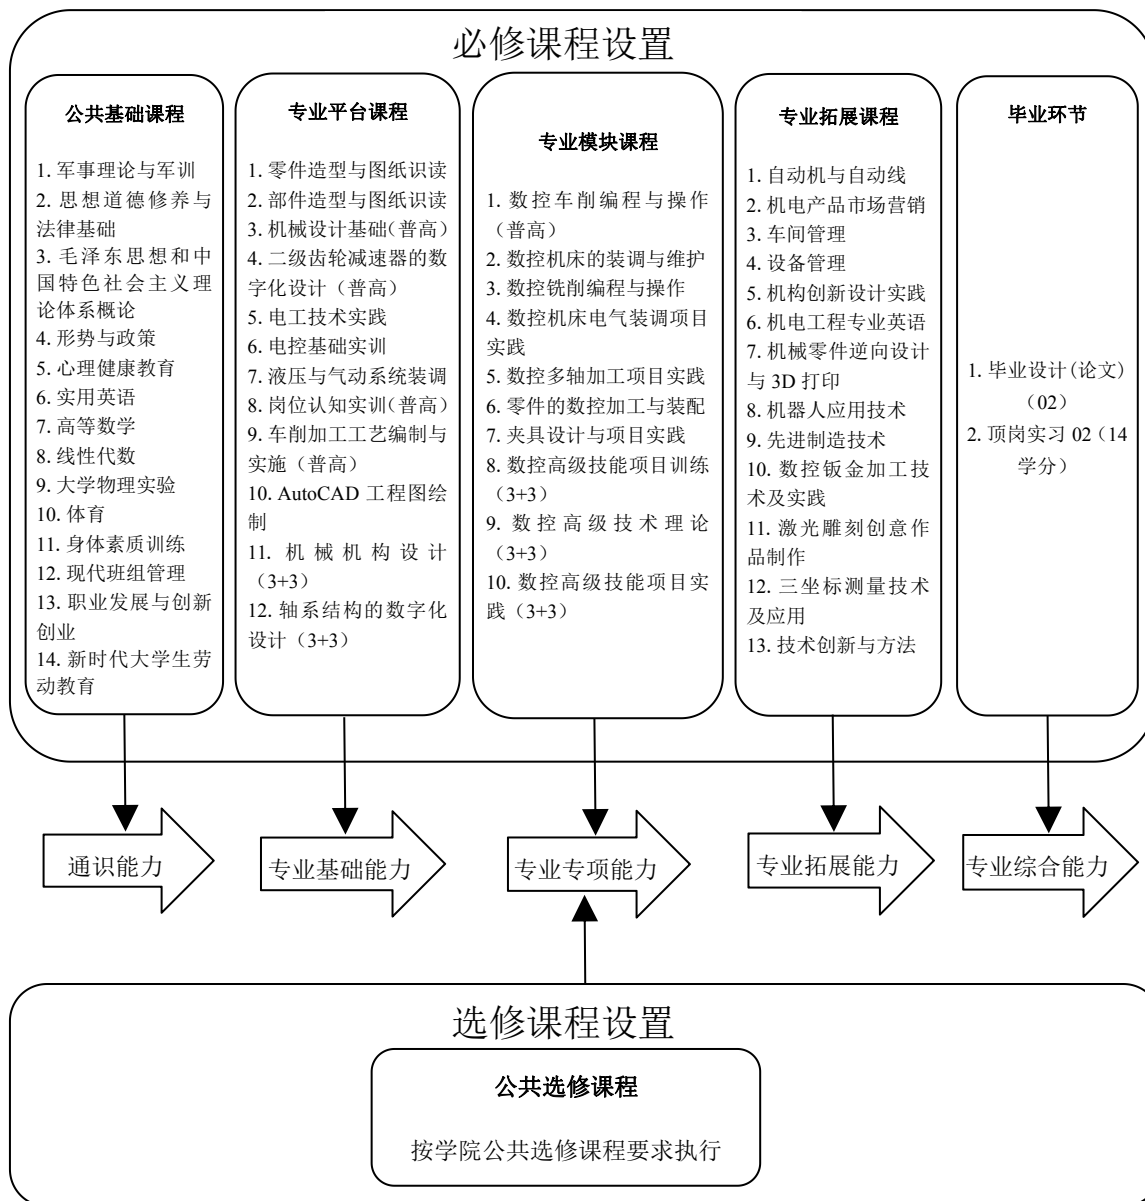 必修课程设置
公共基础课程
1. 军事理论与军训
2. 思想道德修养与
法律基础
3. 毛泽东思想和中
国特色社会主义理
论体系概论
4. 形势与政策
5. 心理健康教育
6. 实用英语
7. 高等数学
8. 线性代数
9. 大学物理实验
10. 体育
11. 身体素质训练
12. 现代班组管理
13. 职业发展与创新
创业
14. 新时代大学生劳
动教育
专业平台课程
1. 零件造型与图纸识读
2. 部件造型与图纸识读
3. 机械设计基础(普高)
4. 二级齿轮减速器的数
字化设计（普高）
5. 电工技术实践
6. 电控基础实训
7. 液压与气动系统装调
8. 岗位认知实训(普高)
9. 车削加工工艺编制与
实施（普高）
10. AutoCAD 工程图绘
制
11. 机械机构设计
（3+3）
12. 轴系结构的数字化
设计（3+3）
专业模块课程
1. 数控车削编程与操作
（普高）
2. 数控机床的装调与维护
3. 数控铣削编程与操作
4. 数控机床电气装调项目
实践
5. 数控多轴加工项目实践
6. 零件的数控加工与装配
7. 夹具设计与项目实践
8. 数控高级技能项目训练
（3+3）
9. 数控高级技术理论
（3+3）
10. 数控高级技能项目实
践（3+3）
专业拓展课程
1. 自动机与自动线
2. 机电产品市场营销
3. 车间管理
4. 设备管理
5. 机构创新设计实践
6. 机电工程专业英语
7. 机械零件逆向设计
与 3D 打印
8. 机器人应用技术
9. 先进制造技术
10. 数控钣金加工技
术及实践
11. 激光雕刻创意作
品制作
12. 三坐标测量技术
及应用
13. 技术创新与方法
毕业环节
1. 毕业设计(论文)
（02）
2. 顶岗实习 02（14
学分）
通识能力
专业基础能力
专业专项能力
专业拓展能力
专业综合能力
选修课程设置
公共选修课程
按学院公共选修课程要求执行